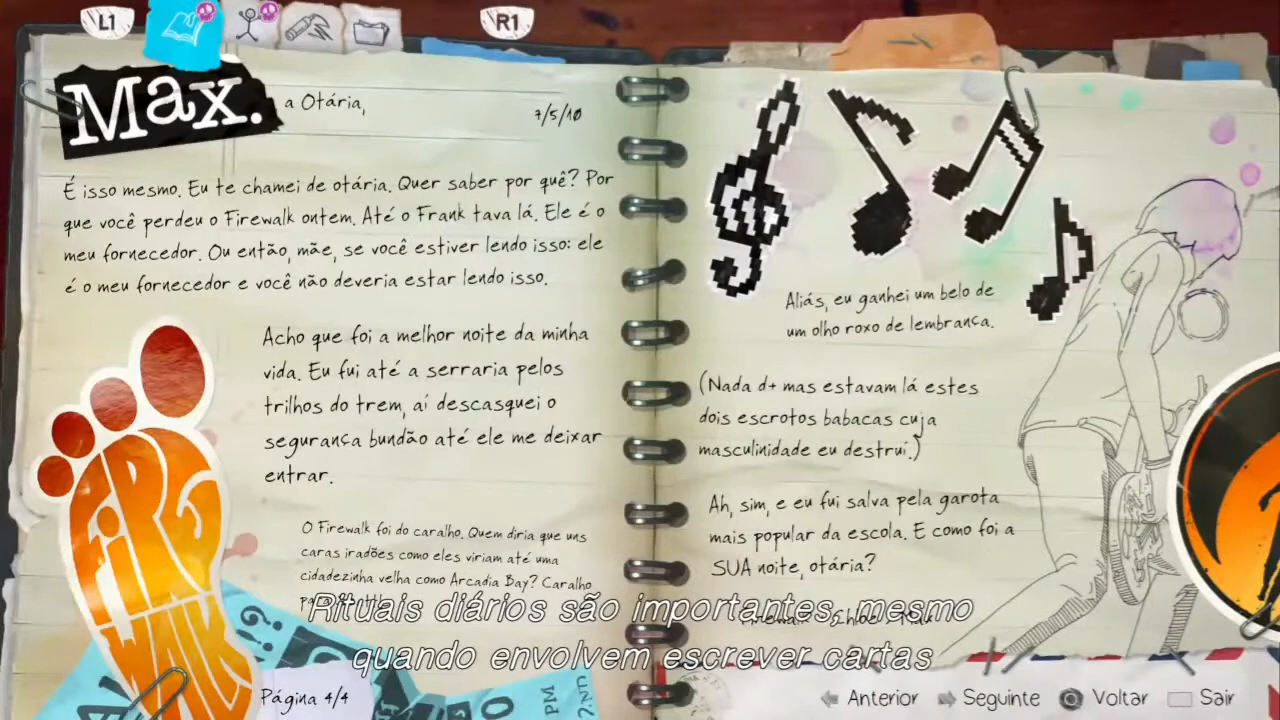 L1
R1
Max.
a Otária,
7/5/10
É isso mesmo. Eu te chamei de otária. Quer saber por quê? Por
que você perdeu o Firewalk ontem. Até o Frank tava lá. Ele é o
meu fornecedor. Ou então, mãe, se você estiver lendo isso: ele
é o meu fornecedor e você não deveria estar lendo isso.
Acho que foi a melhor noite da minha
vida. Eu fui até a serraria pelos
trilhos do trem, aí descasquei o
segurança bundão até ele me deixar
entrar.
O Firewalk foi do caralho. Quem diria que uns
caras iradões como eles viriam até uma
cidadezinha velha como Arcadia Bay? Caralho
FIRE
WALK
Página 4/4
PM
2.ND
Aliás, eu ganhei um belo de
um olho roxo de lembrança.
(Nada d+ mas estavam lá estes
dois escrotos babacas cuja
masculinidade eu destruí.)
Ah, sim, e eu fui salva pela garota
mais popular da escola. E como foi a
SUA noite, otária?
Rituais diários são importantes, mesmo
quando envolvem escrever cartas
Anterior
Seguinte
Voltar
Sair